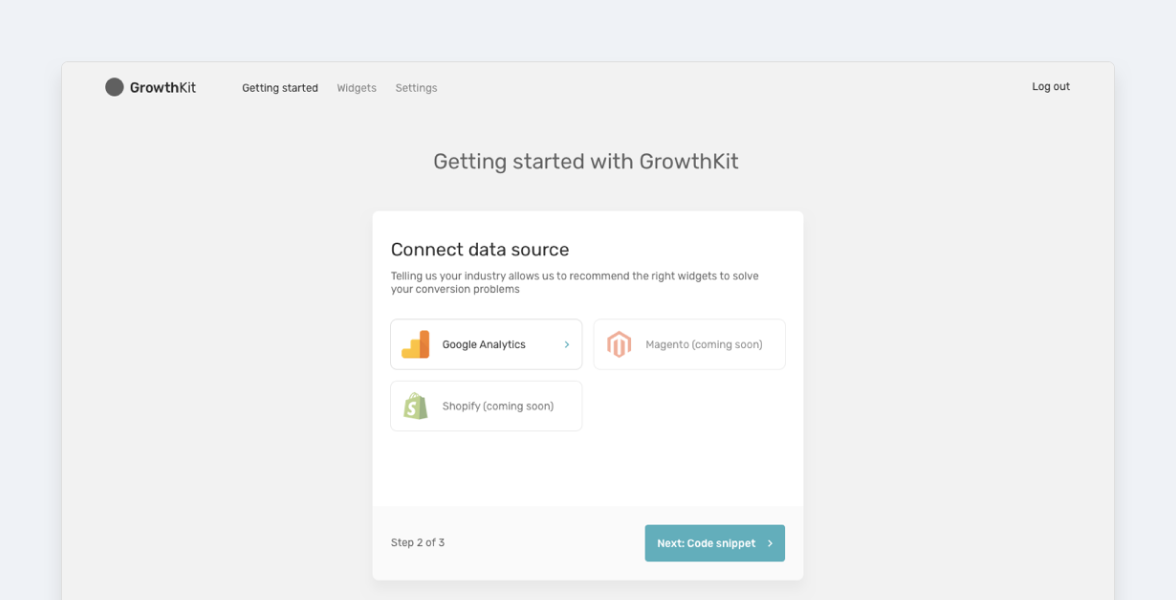 GrowthKit
Getting started
Widgets
Settings
Log out
Getting started with GrowthKit
Connect data source
Telling us your industry allows us to recommend the right widgets to solve
your conversion problems
Google Analytics
Magento (coming soon)
Shopify (coming soon)
Step 2 of 3
Next: Code snippet